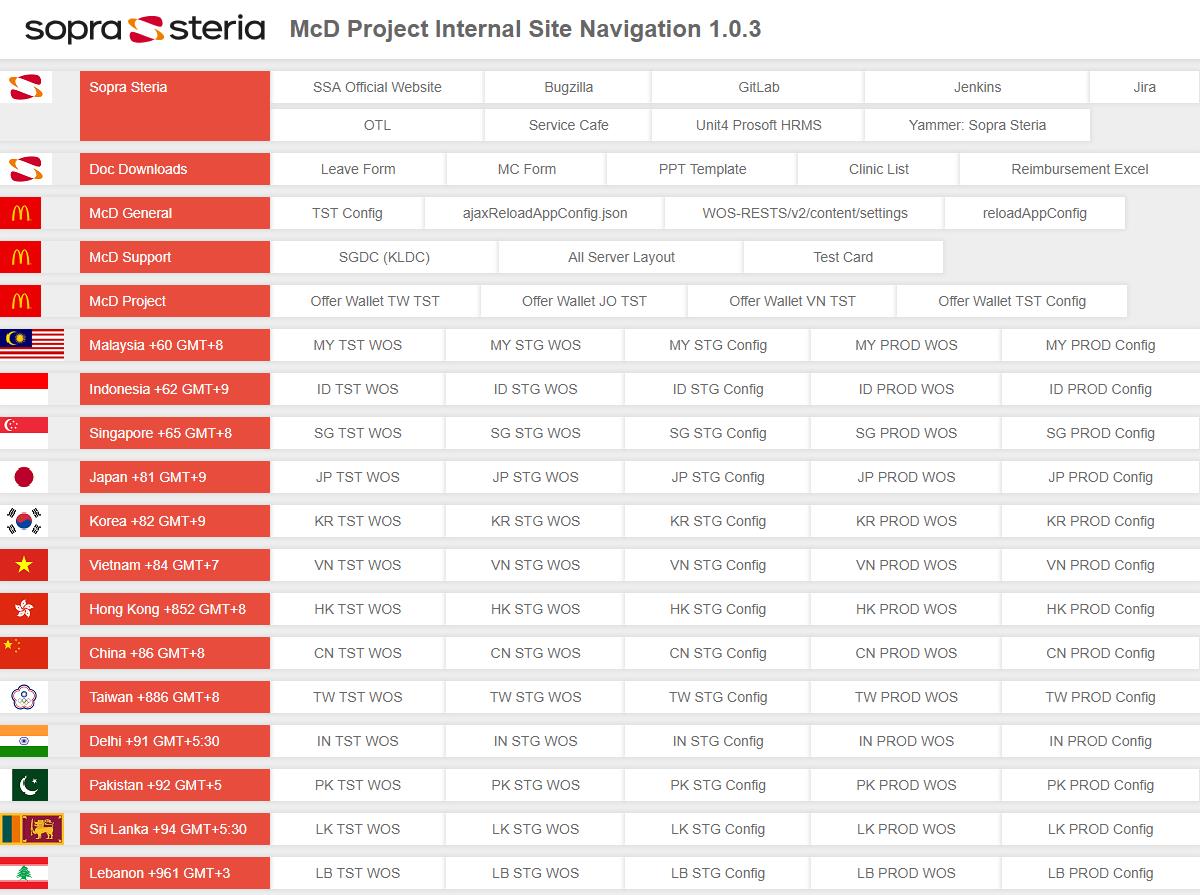 sopra steria McD Project Internal Site Navigation 1.0.3
Sopra Steria SSA Official Website Bugzilla GitLab Jenkins Jira
OTL Service Cafe Unit4 Prosoft HRMS Yammer: Sopra Steria
Doc Downloads Leave Form MC Form PPT Template Clinic List Reimbursement Excel
McD General TST Config ajaxReloadAppConfig.json WOS-RESTS/v2/content/settings reloadAppConfig
McD Support SGDC (KLDC) All Server Layout Test Card
McD Project Offer Wallet TW TST Offer Wallet JO TST Offer Wallet VN TST Offer Wallet TST Config
Malaysia +60 GMT+8 MY TST WOS MY STG WOS MY STG Config MY PROD WOS MY PROD Config
Indonesia +62 GMT+9 ID TST WOS ID STG WOS ID STG Config ID PROD WOS ID PROD Config
Singapore +65 GMT+8 SG TST WOS SG STG WOS SG STG Config SG PROD WOS SG PROD Config
Japan +81 GMT+9 JP TST WOS JP STG WOS JP STG Config JP PROD WOS JP PROD Config
Korea +82 GMT+9 KR TST WOS KR STG WOS KR STG Config KR PROD WOS KR PROD Config
Vietnam +84 GMT+7 VN TST WOS VN STG WOS VN STG Config VN PROD WOS VN PROD Config
Hong Kong +852 GMT+8 HK TST WOS HK STG WOS HK STG Config HK PROD WOS HK PROD Config
China +86 GMT+8 CN TST WOS CN STG WOS CN STG Config CN PROD WOS CN PROD Config
Taiwan +886 GMT+8 TW TST WOS TW STG WOS TW STG Config TW PROD WOS TW PROD Config
Delhi +91 GMT+5:30 IN TST WOS IN STG WOS IN STG Config IN PROD WOS IN PROD Config
Pakistan +92 GMT+5 PK TST WOS PK STG WOS PK STG Config PK PROD WOS PK PROD Config
Sri Lanka +94 GMT+5:30 LK TST WOS LK STG WOS LK STG Config LK PROD WOS LK PROD Config
Lebanon +961 GMT+3 LB TST WOS LB STG WOS LB STG Config LB PROD WOS LB PROD Config